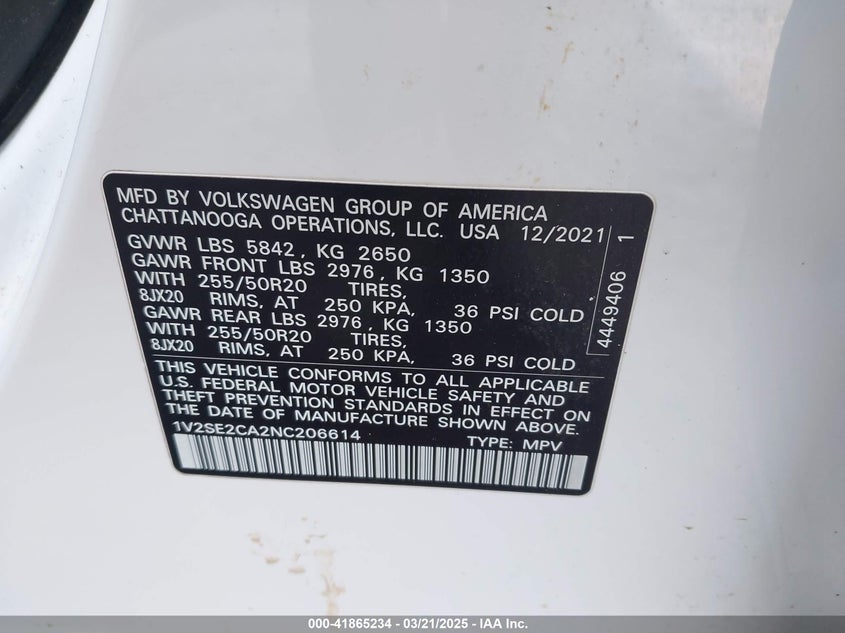 MFD BY VOLKSWAGEN GROUP OF AMERICA
CHATTANOOGA OPERATIONS, LLC. USA 12/2021
GVWR LBS 5842, KG 2650
GAWR FRONT LBS 2976, KG 1350
WITH 255/50R20 TIRES,
8JX20 RIMS, AT 250 KPA, 36 PSI COLD
GAWR REAR LBS 2976, KG 1350
WITH 255/50R20 TIRES,
8JX20 RIMS, AT 250 KPA, 36 PSI COLD
THIS VEHICLE CONFORMS TO ALL APPLICABLE
U.S. FEDERAL MOTOR VEHICLE SAFETY AND
THEFT PREVENTION STANDARDS IN EFFECT ON
THE DATE OF MANUFACTURE SHOWN ABOVE.
1V2SE2CA2NC206614 TYPE: MPV
4449406 1
000-41865234 - 03/21/2025 - IAA Inc.